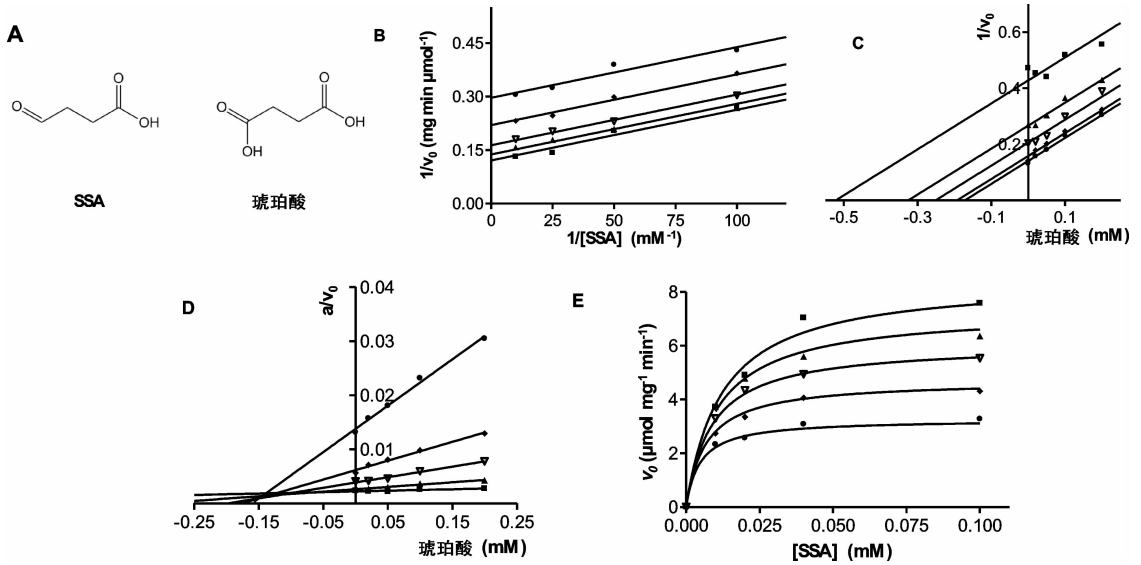 A
O
O
OH
SSA
O
O
OH
OH
琥珀酸
B
1/v₀ (mg min μmol⁻¹)
0.45
0.30
0.15
0.00
0 25 50 75 100
1/[SSA] (mM⁻¹)
C
1/v₀
0.6
0.4
0.2
-0.5 -0.3 -0.1 0.1
琥珀酸 (mM)
D
a/v₀
0.04
0.03
0.02
0.01
-0.25 -0.15 -0.05 0.05 0.15 0.25
琥珀酸 (mM)
E
v₀ (μmol mg⁻¹ min⁻¹)
8
6
4
2
0
0.000 0.025 0.050 0.075 0.100
[SSA] (mM)